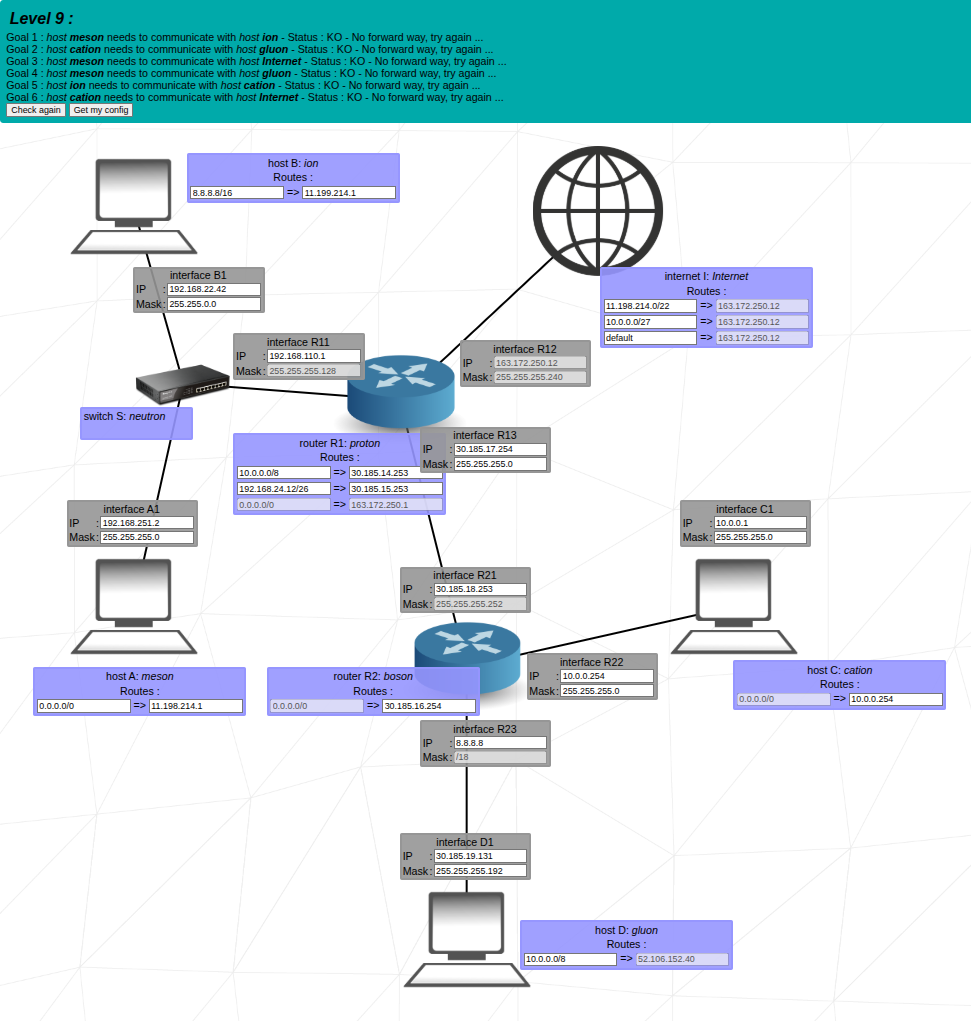 Level 9 :
Goal 1 : host meson needs to communicate with host ion - Status : KO - No forward way, try again ...
Goal 2 : host cation needs to communicate with host gluon - Status : KO - No forward way, try again ...
Goal 3 : host meson needs to communicate with host Internet - Status : KO - No forward way, try again ...
Goal 4 : host meson needs to communicate with host gluon - Status : KO - No forward way, try again ...
Goal 5 : host ion needs to communicate with host cation - Status : KO - No forward way, try again ...
Goal 6 : host cation needs to communicate with host Internet - Status : KO - No forward way, try again ...
Check again Get my config
host B: ion
Routes :
8.8.8.8/16 => 11.199.214.1
interface B1
IP : 192.168.22.42
Mask : 255.255.0.0
internet I: Internet
Routes :
11.198.214.0/22 => 163.172.250.12
10.0.0.0/27 => 163.172.250.12
default => 163.172.250.12
interface R11
IP : 192.168.110.1
Mask : 255.255.255.128
interface R12
IP : 163.172.250.12
Mask : 255.255.255.240
switch S: neutron
router R1: proton
Routes :
10.0.0.0/8 => 30.185.14.253
192.168.24.12/26 => 30.185.15.253
0.0.0.0/0 => 163.172.250.1
interface R13
IP : 30.185.17.254
Mask : 255.255.255.0
interface A1
IP : 192.168.251.2
Mask : 255.255.255.0
interface C1
IP : 10.0.0.1
Mask : 255.255.255.0
interface R21
IP : 30.185.18.253
Mask : 255.255.255.252
host A: meson
Routes :
0.0.0.0/0 => 11.198.214.1
router R2: boson
Routes :
0.0.0.0/0 => 30.185.16.254
interface R22
IP : 10.0.0.254
Mask : 255.255.255.0
host C: cation
Routes :
0.0.0.0/0 => 10.0.0.254
interface R23
IP : 8.8.8.8
Mask : /18
interface D1
IP : 30.185.19.131
Mask : 255.255.255.192
host D: gluon
Routes :
10.0.0.0/8 => 52.106.152.40